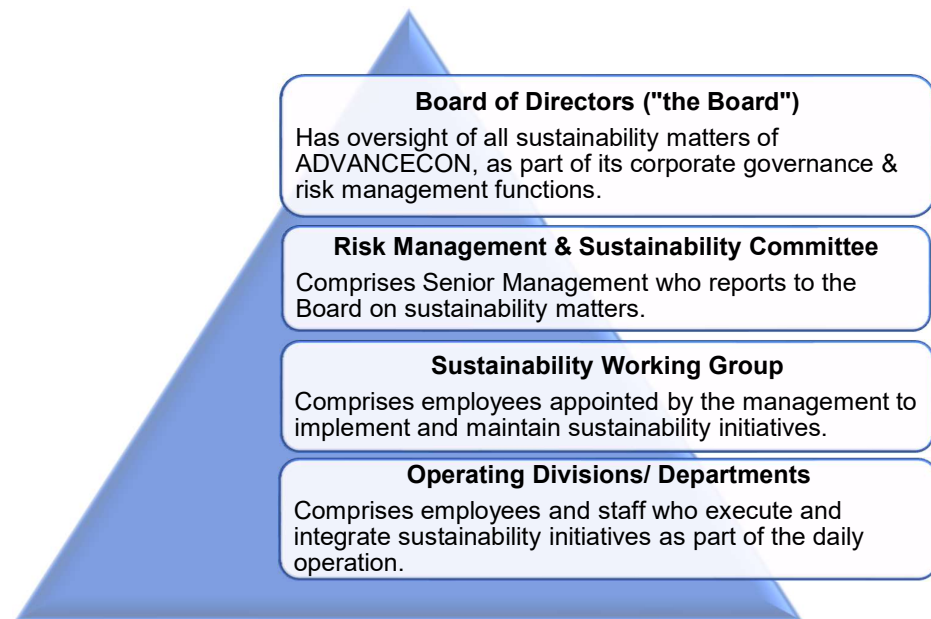 Board of Directors ("the Board")
Has oversight of all sustainability matters of
ADVANCECON, as part of its corporate governance &
risk management functions.
Risk Management & Sustainability Committee
Comprises Senior Management who reports to the
Board on sustainability matters.
Sustainability Working Group
Comprises employees appointed by the management to
implement and maintain sustainability initiatives.
Operating Divisions/ Departments
Comprises employees and staff who execute and
integrate sustainability initiatives as part of the daily
operation.